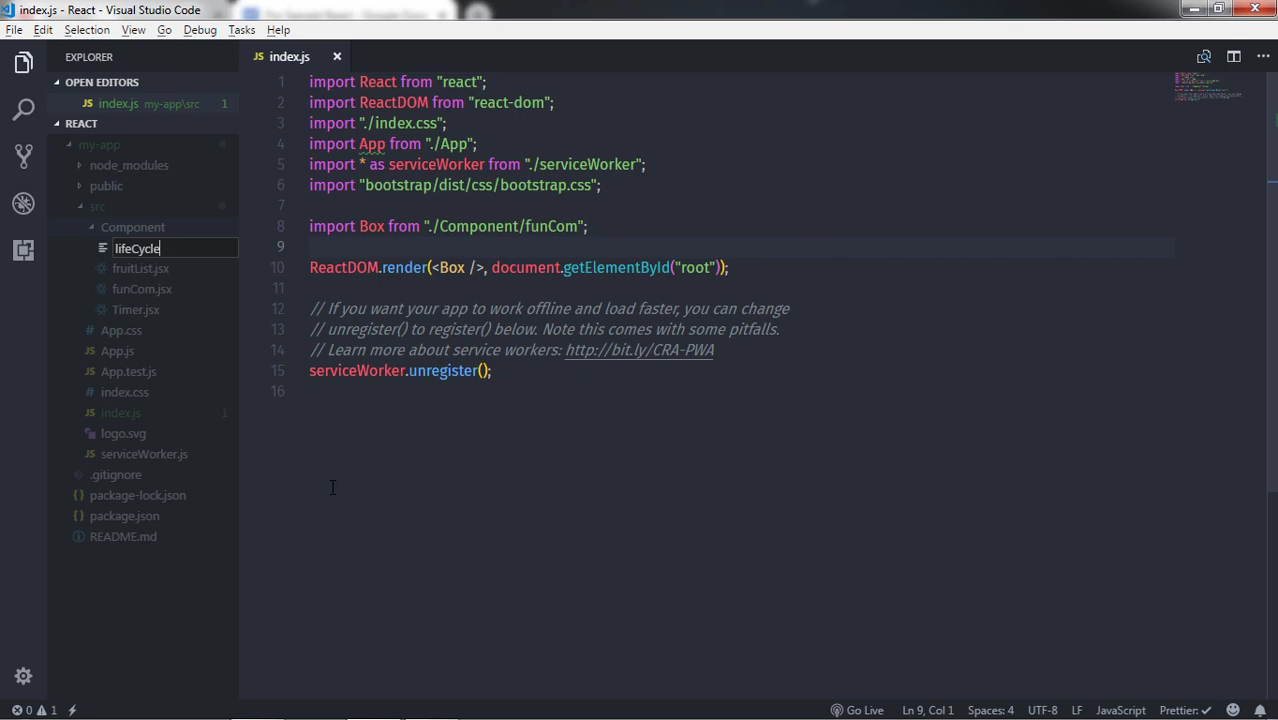 index.js - React - Visual Studio Code
File Edit Selection View Go Debug Tasks Help
EXPLORER
JS index.js
OPEN EDITORS
JS index.js my-app\src 1
REACT
my-app
node_modules
public
src
Component
lifeCycle
fruitList.jsx
funCom.jsx
Timer.jsx
App.css
JS App.js
JS App.test.js
index.css
JS index.js 1
logo.svg
JS serviceWorker.js
.gitignore
{} package-lock.json
{} package.json
README.md
1 import React from "react";
2 import ReactDOM from "react-dom";
3 import "./index.css";
4 import App from "./App";
5 import * as serviceWorker from "./serviceWorker";
6 import "bootstrap/dist/css/bootstrap.css";
7
8 import Box from "./Component/funCom";
9
10 ReactDOM.render(<Box />, document.getElementById("root"));
11
12 // If you want your app to work offline and load faster, you can change
13 // unregister() to register() below. Note this comes with some pitfalls.
14 // Learn more about service workers: http://bit.ly/CRA-PWA
15 serviceWorker.unregister();
16
0 1 Go Live Ln 9, Col 1 Spaces: 4 UTF-8 LF JavaScript Prettier: ✓